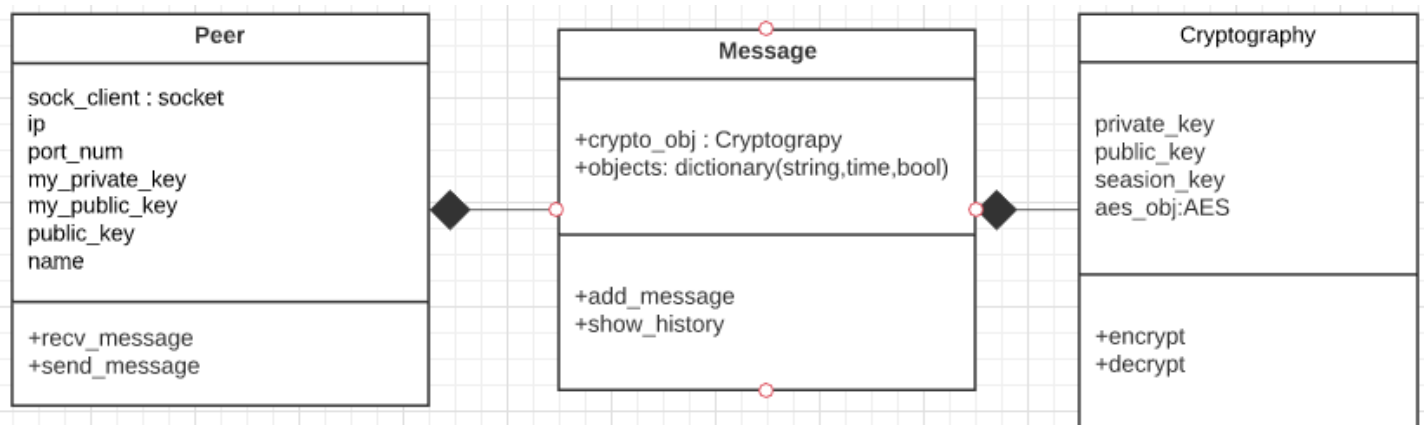 Peer
sock_client : socket
ip
port_num
my_private_key
my_public_key
public_key
name
+recv_message
+send_message
Message
+crypto_obj : Cryptograpy
+objects: dictionary(string,time,bool)
+add_message
+show_history
Cryptography
private_key
public_key
seasion_key
aes_obj:AES
+encrypt
+decrypt